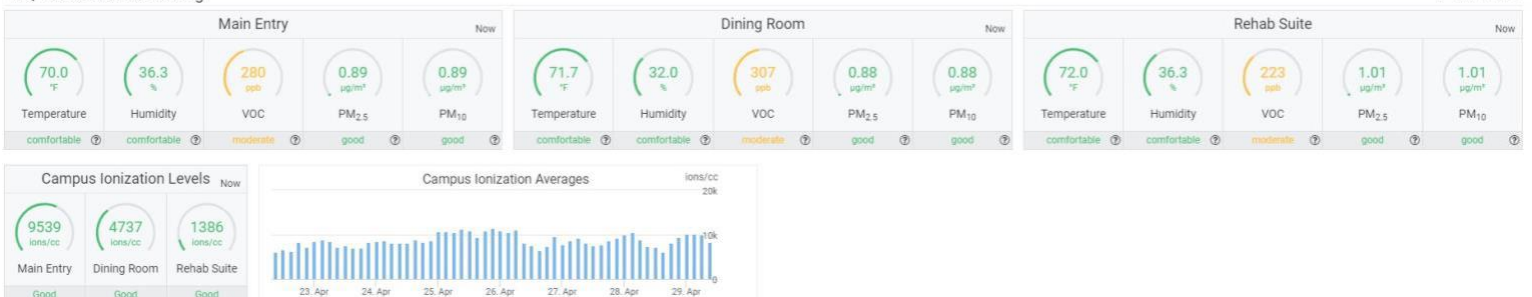 Main Entry Now
70.0 °F Temperature comfortable
36.3 % Humidity comfortable
280 ppb VOC moderate
0.89 µg/m³ PM2.5 good
0.89 µg/m³ PM10 good
Dining Room Now
71.7 °F Temperature comfortable
32.0 % Humidity comfortable
307 ppb VOC moderate
0.88 µg/m³ PM2.5 good
0.88 µg/m³ PM10 good
Rehab Suite Now
72.0 °F Temperature comfortable
36.3 % Humidity comfortable
223 ppb VOC moderate
1.01 µg/m³ PM2.5 good
1.01 µg/m³ PM10 good
Campus Ionization Levels Now
9539 ions/cc Main Entry Good
4737 ions/cc Dining Room Good
1386 ions/cc Rehab Suite Good
Campus Ionization Averages
ions/cc
20k
10k
0
23. Apr 24. Apr 25. Apr 26. Apr 27. Apr 28. Apr 29. Apr